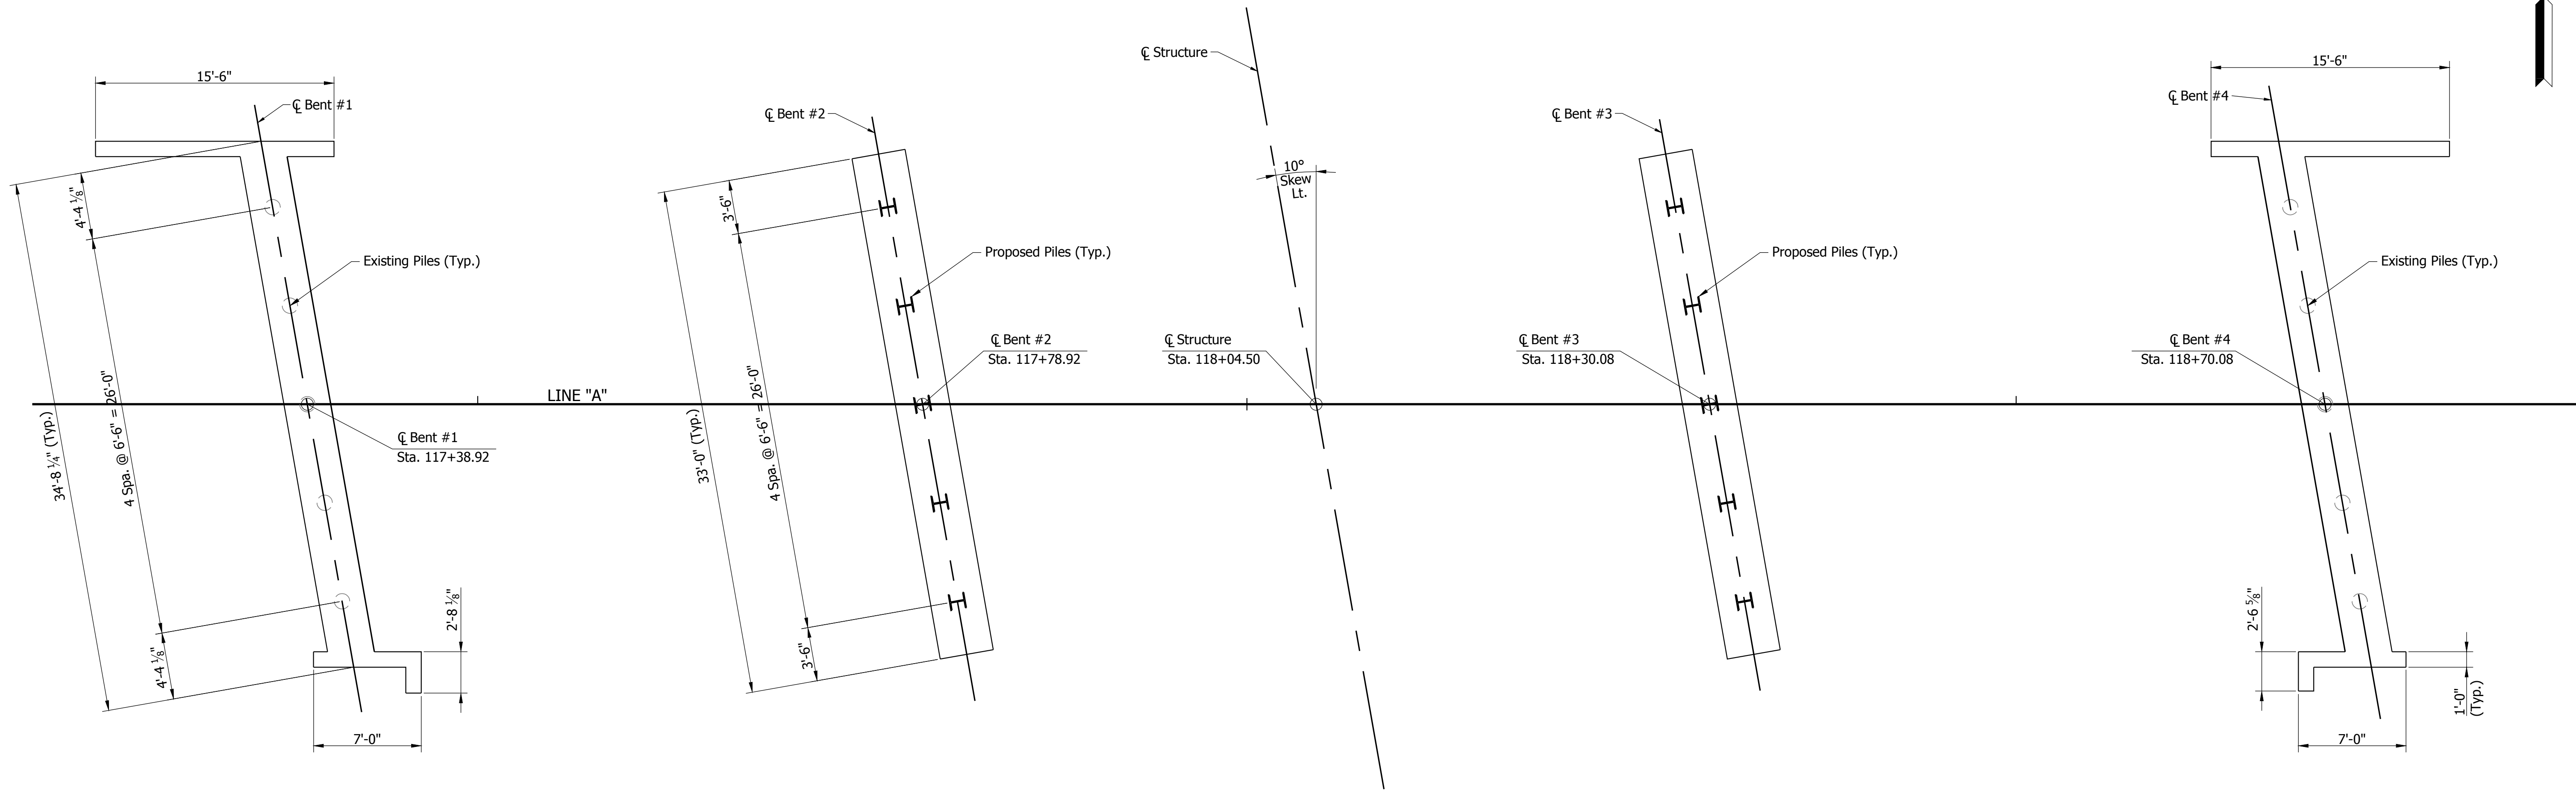 15'-6"
℄ Bent #1
4'-4 1/8"
34'-8 1/4" (Typ.)
4 Spa. @ 6'-6" = 26'-0"
4'-4 1/8"
Existing Piles (Typ.)
℄ Bent #1
Sta. 117+38.92
2'-8 1/8"
7'-0"
LINE "A"
℄ Bent #2
3'-6"
33'-0" (Typ.)
4 Spa. @ 6'-6" = 26'-0"
3'-6"
Proposed Piles (Typ.)
℄ Bent #2
Sta. 117+78.92
℄ Structure
10°
Skew
Lt.
℄ Structure
Sta. 118+04.50
℄ Bent #3
Proposed Piles (Typ.)
℄ Bent #3
Sta. 118+30.08
15'-6"
℄ Bent #4
Existing Piles (Typ.)
℄ Bent #4
Sta. 118+70.08
2'-6 5/8"
1'-0"
(Typ.)
7'-0"